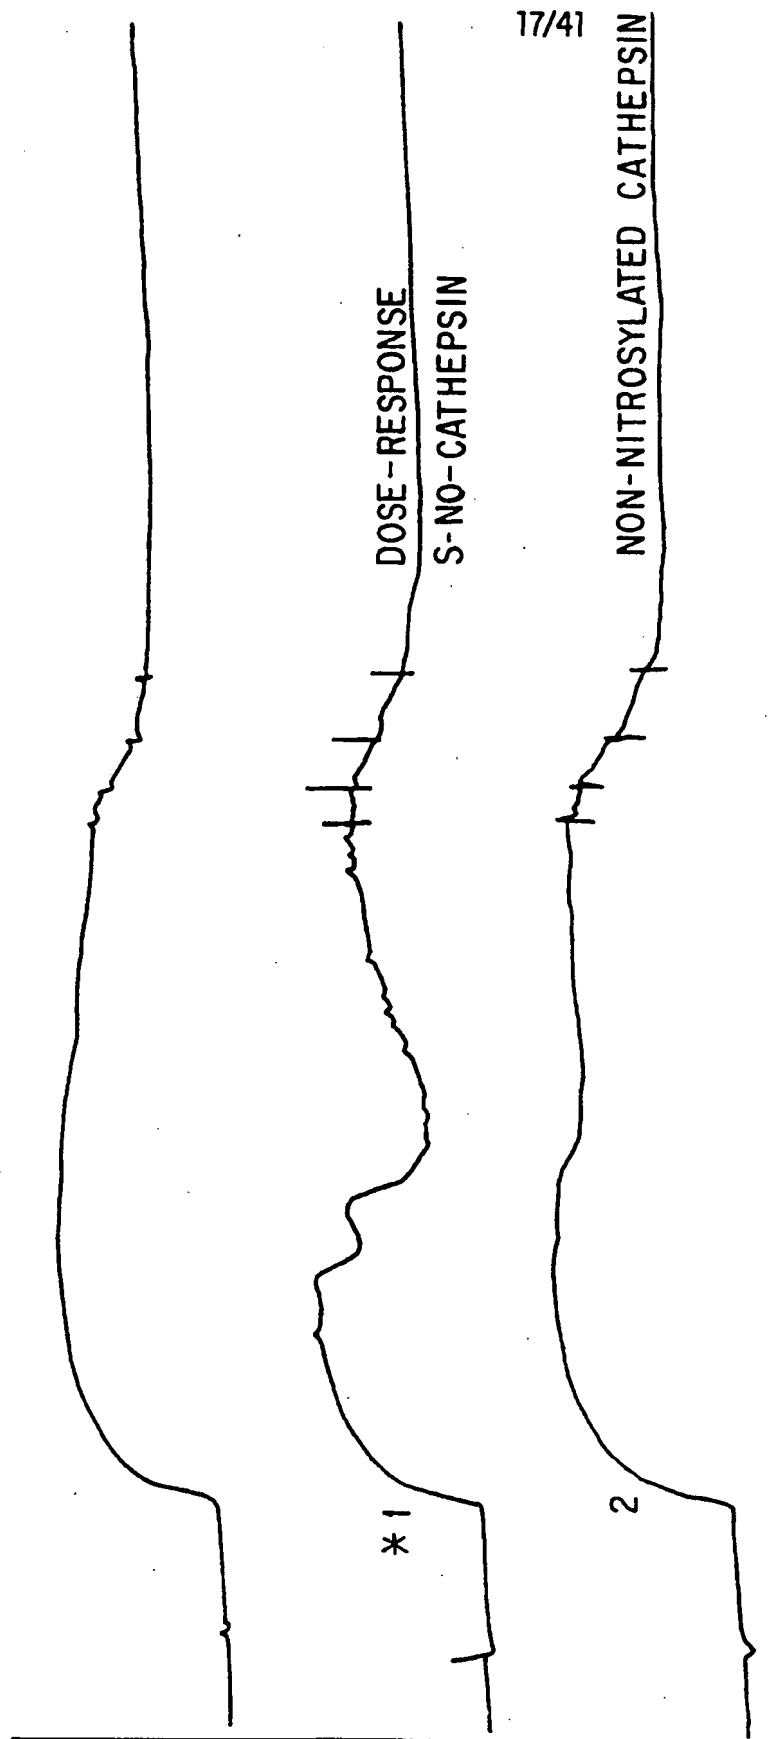 17/41
*1
DOSE-RESPONSE
S-NO-CATHEPSIN
2
NON-NITROSYLATED CATHEPSIN